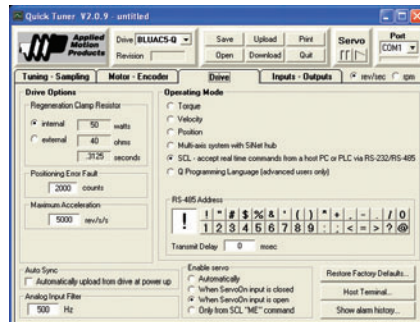 Quick Tuner V2.0.9 - untitled
Applied Motion Products
Drive BLUAC5-Q
Revision
Save Upload Print
Open Download Quit
Servo
Port
COM1
Tuning - Sampling Motor - Encoder Drive Inputs - Outputs rev/sec rpm
Drive Options
Regeneration Clamp Resistor
internal 50 watts
external 40 ohms
.3125 seconds
Positioning Error Fault
2000 counts
Maximum Acceleration
5000 rev/s/s
Auto Sync
Automatically upload from drive at power up
Analog Input Filter
500 Hz
Operating Mode
Torque
Velocity
Position
Multi-axis system with SiNet hub
SCL - accept real time commands from a host PC or PLC via RS-232/RS-485
Q Programming Language (advanced users only)
RS-485 Address
!
! " # $ % & ' ( ) * + , - . / 0
1 2 3 4 5 6 7 8 9 : ; < = > ? @
Transmit Delay 0 msec
Enable servo
Automatically
When ServoOn input is closed
When ServoOn input is open
Only from SCL "ME" command
Restore Factory Defaults...
Host Terminal...
Show alarm history...